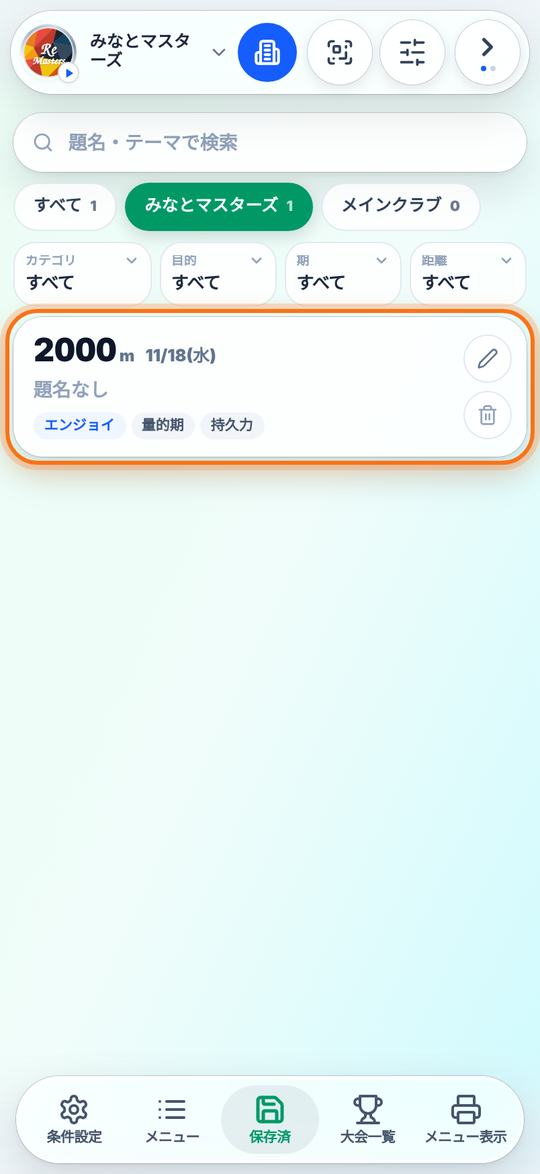 Re
Masters
みなとマスタ
ーズ
題名・テーマで検索
すべて 1
みなとマスターズ 1
メインクラブ 0
カテゴリ
すべて
目的
すべて
期
すべて
距離
すべて
2000m 11/18(水)
題名なし
エンジョイ
量的期
持久力
条件設定
メニュー
保存済
大会一覧
メニュー表示